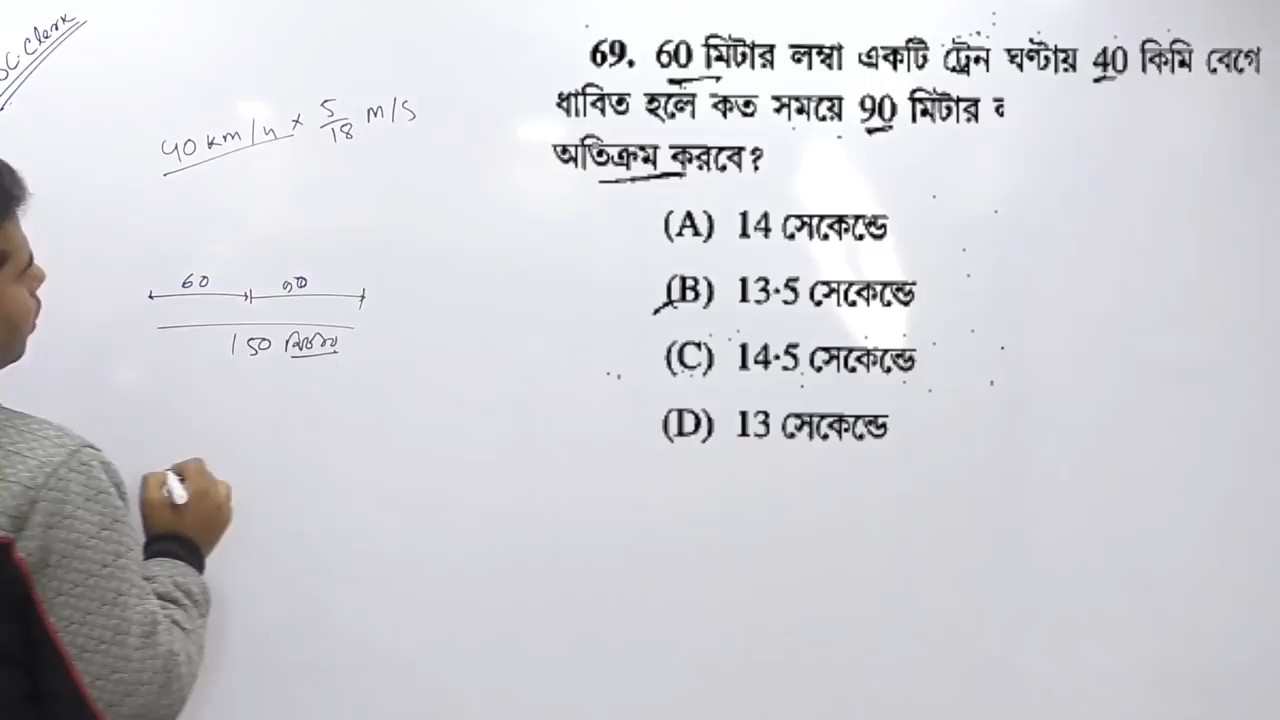 SC. Clerk
40 km/h × 5/18 m/s
60 90
150 মিটার
69. 60 মিটার লম্বা একটি ট্রেন ঘণ্টায় 40 কিমি বেগে
ধাবিত হলে কত সময়ে 90 মিটার
অতিক্রম করবে?
(A) 14 সেকেন্ডে
(B) 13·5 সেকেন্ডে
(C) 14·5 সেকেন্ডে
(D) 13 সেকেন্ডে